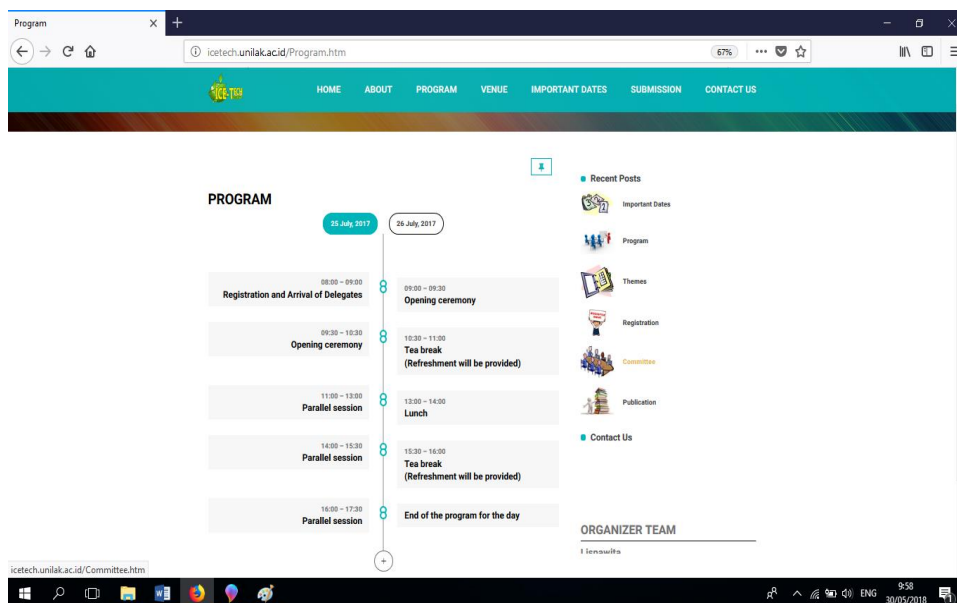 Program
icetech.unilak.ac.id/Program.htm
67%
ICE-TECH
HOME ABOUT PROGRAM VENUE IMPORTANT DATES SUBMISSION CONTACT US
PROGRAM
25 July, 2017
26 July, 2017
08:00 – 09:00
Registration and Arrival of Delegates
09:00 – 09:30
Opening ceremony
09:30 – 10:30
Opening ceremony
10:30 – 11:00
Tea break
(Refreshment will be provided)
11:00 – 13:00
Parallel session
13:00 – 14:00
Lunch
14:00 – 15:30
Parallel session
15:30 – 16:00
Tea break
(Refreshment will be provided)
16:00 – 17:30
Parallel session
End of the program for the day
Recent Posts
Important Dates
Program
Themes
Registration
Committee
Publication
Contact Us
ORGANIZER TEAM
icetech.unilak.ac.id/Committee.htm
ENG
9:58
30/05/2018